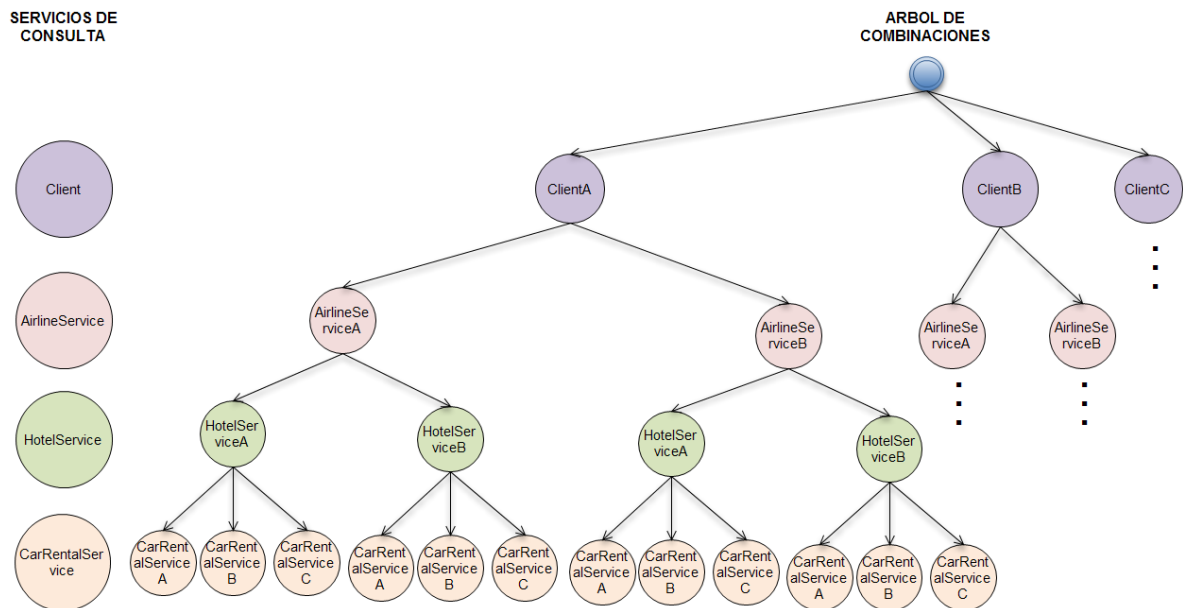 SERVICIOS DE
CONSULTA
ARBOL DE
COMBINACIONES
Client
ClientA
ClientB
ClientC
AirlineService
AirlineSe
rviceA
AirlineSe
rviceB
AirlineSe
rviceA
AirlineSe
rviceB
HotelService
HotelSer
viceA
HotelSer
viceB
HotelSer
viceA
HotelSer
viceB
CarRentalSer
vice
CarRent
alService
A
CarRent
alService
B
CarRent
alService
C
CarRent
alService
A
CarRent
alService
B
CarRent
alService
C
CarRent
alService
A
CarRent
alService
B
CarRent
alService
C
CarRent
alService
A
CarRent
alService
B
CarRent
alService
C